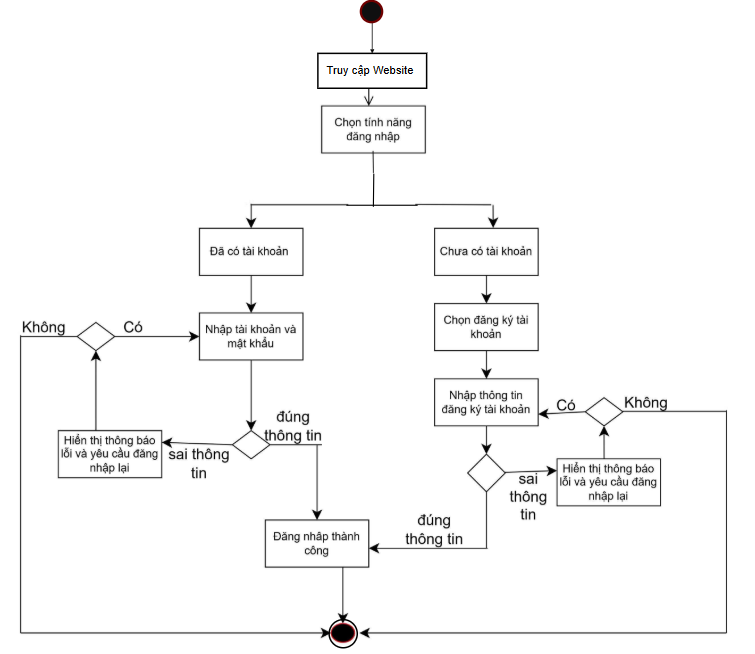 Truy cập Website
Chọn tính năng
đăng nhập
Đã có tài khoản
Chưa có tài khoản
Không
Có
Nhập tài khoản và
mật khẩu
Chọn đăng ký tài
khoản
Nhập thông tin
đăng ký tài khoản
Có
Không
đúng
thông tin
Hiển thị thông báo
lỗi và yêu cầu đăng
nhập lại
sai thông
tin
sai
thông
tin
Hiển thị thông báo
lỗi và yêu cầu đăng
nhập lại
Đăng nhâp thành
công
đúng
thông tin